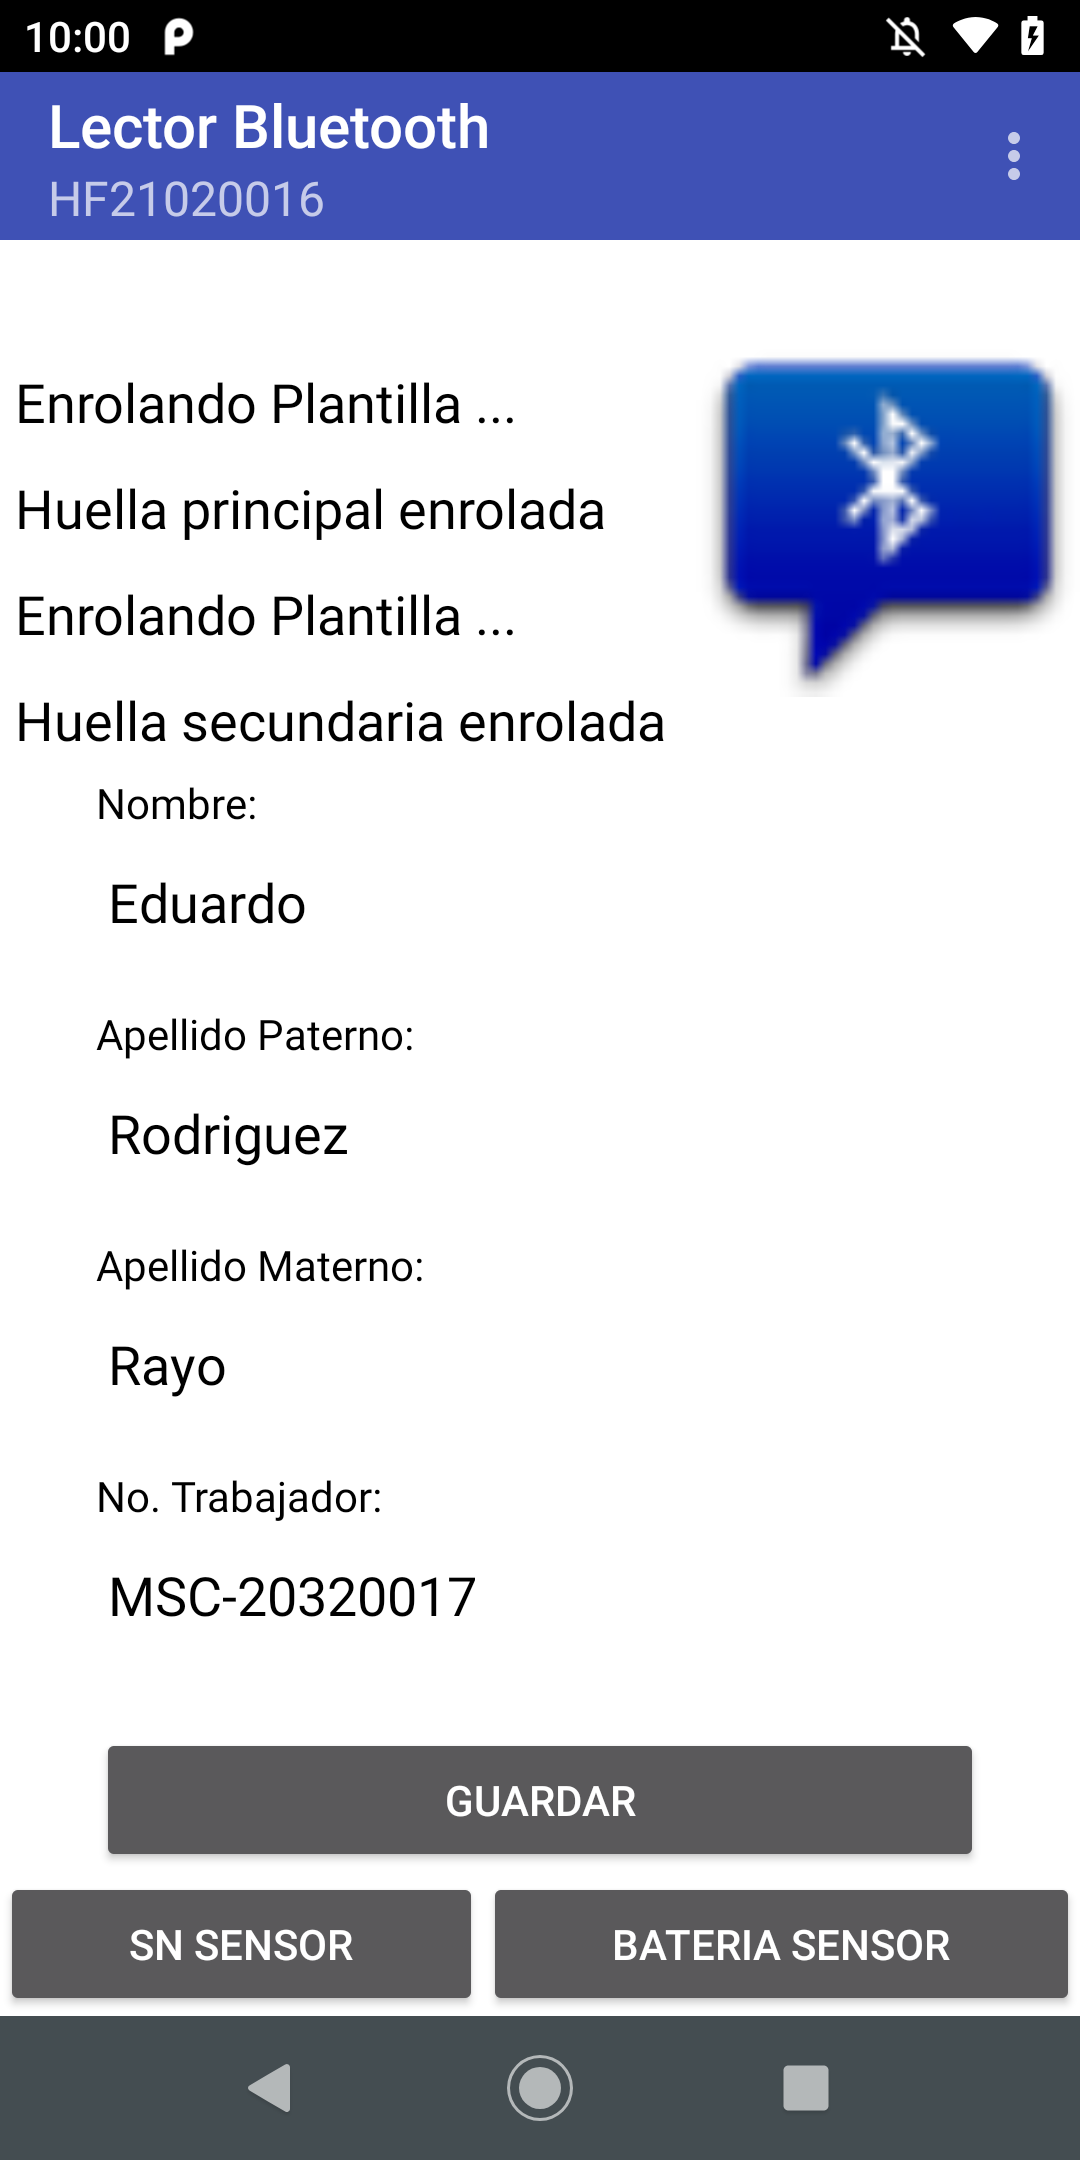 10:00
Lector Bluetooth
HF21020016
Enrolando Plantilla ...
Huella principal enrolada
Enrolando Plantilla ...
Huella secundaria enrolada
Nombre:
Eduardo
Apellido Paterno:
Rodriguez
Apellido Materno:
Rayo
No. Trabajador:
MSC-20320017
GUARDAR
SN SENSOR
BATERIA SENSOR